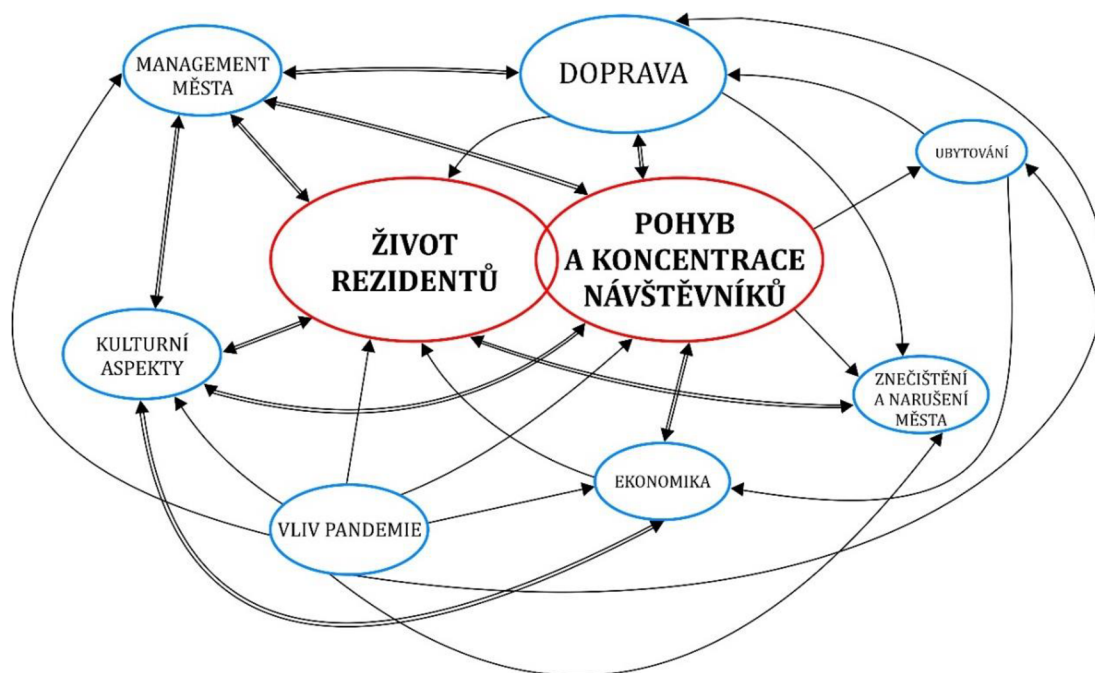 MANAGEMENT
MĚSTA
DOPRAVA
UBYTOVÁNÍ
ŽIVOT
REZIDENTŮ
POHYB
A KONCENTRACE
NÁVŠTĚVNÍKŮ
KULTURNÍ
ASPEKTY
ZNEČIŠTĚNÍ
A NARUŠENÍ
MĚSTA
EKONOMIKA
VLIV PANDEMIE